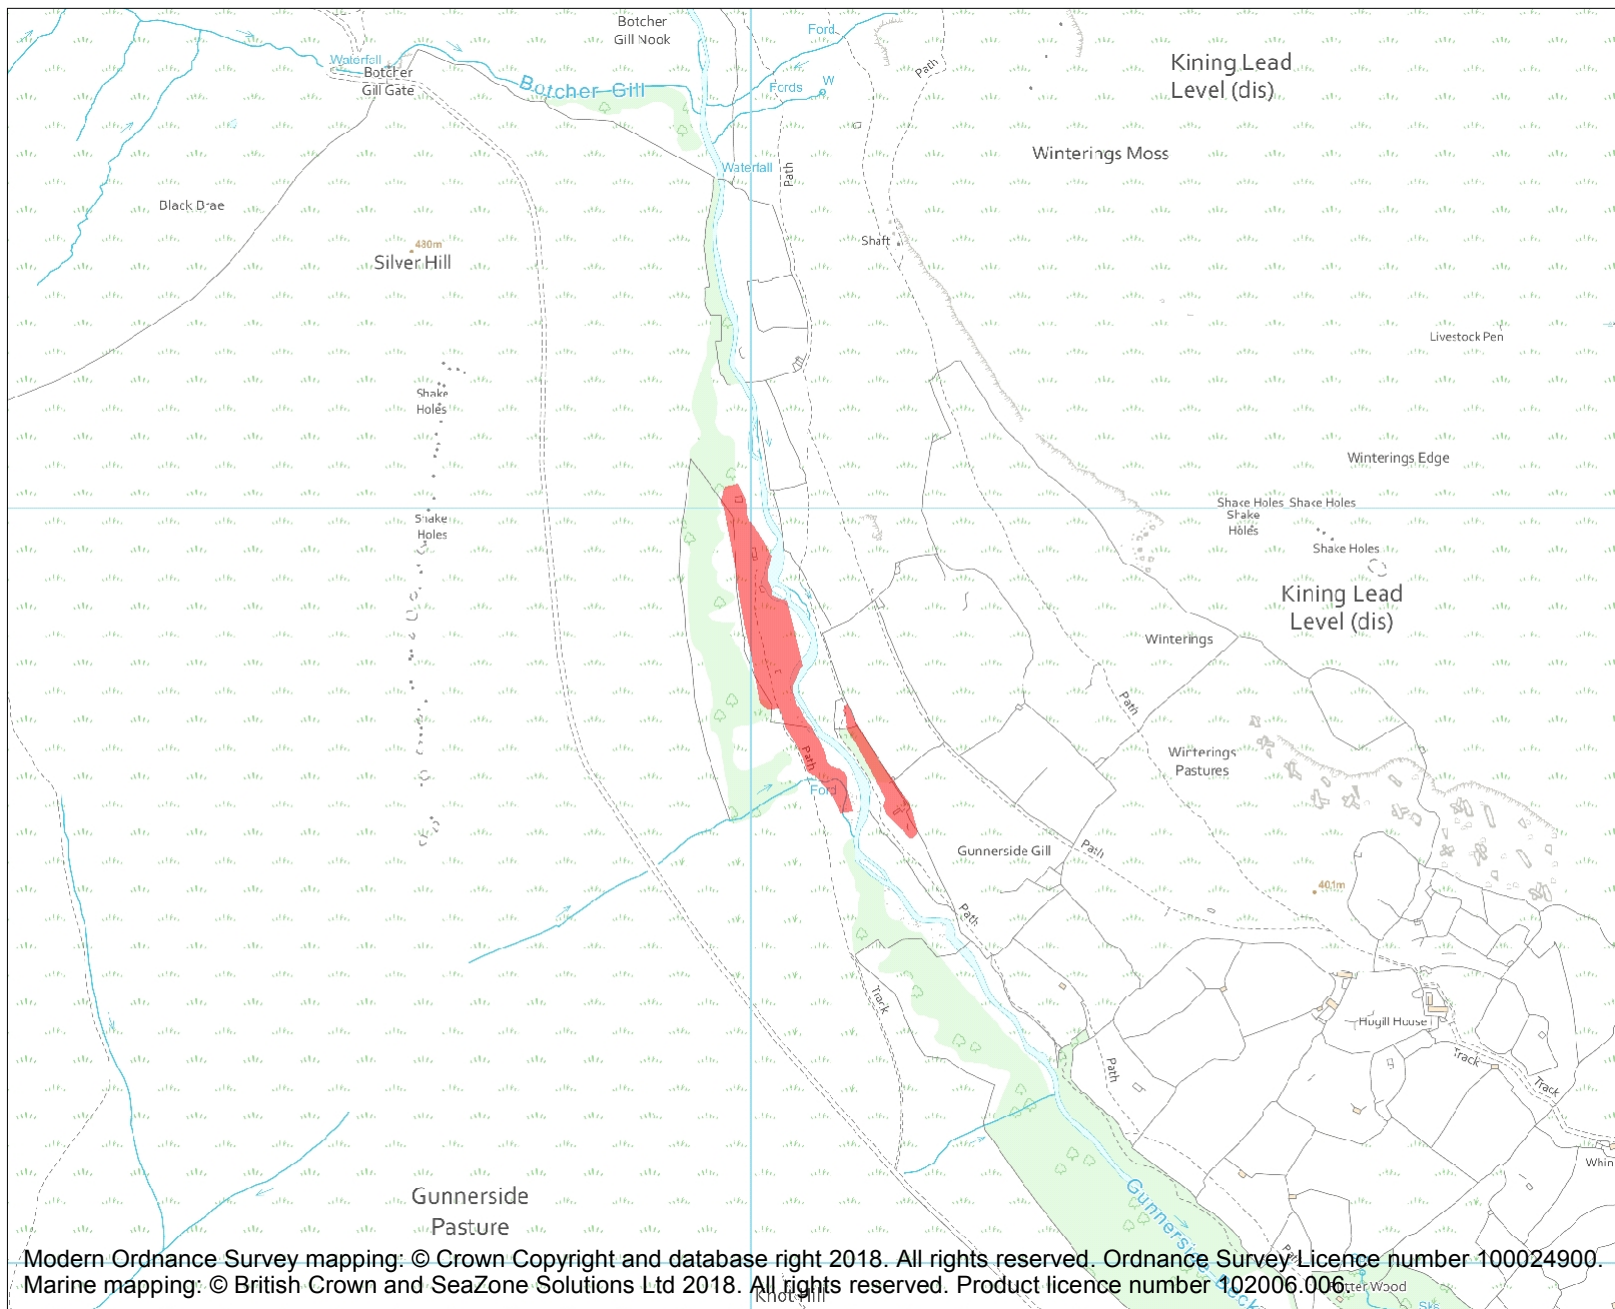 Botcher
Gill Nook
Ford
Path
Kining Lead
Level (dis)
Waterfall
Botcher
Gill Gate
Botcher Gill
Fords
W
Winterings Moss
Waterfall
Path
Black Brae
480m
Silver Hill
Shaft
Livestock Pen
Shake
Holes
Winterings Edge
Shake Holes
Shake Holes
Shake
Holes
Shake
Holes
Shake Holes
Kining Lead
Level (dis)
Winterings
Path
Winterings
Pastures
Path
Ford
Gunnerside Gill
Path
401m
Path
Track
Hugill House
Track
Track
Path
Whin
Gunnerside
Pasture
Gunnerside Beck
Path
Modern Ordnance Survey mapping: © Crown Copyright and database right 2018. All rights reserved. Ordnance Survey Licence number 100024900.
Marine mapping: © British Crown and SeaZone Solutions Ltd 2018. All rights reserved. Product licence number 102006.006.
Knot Hill